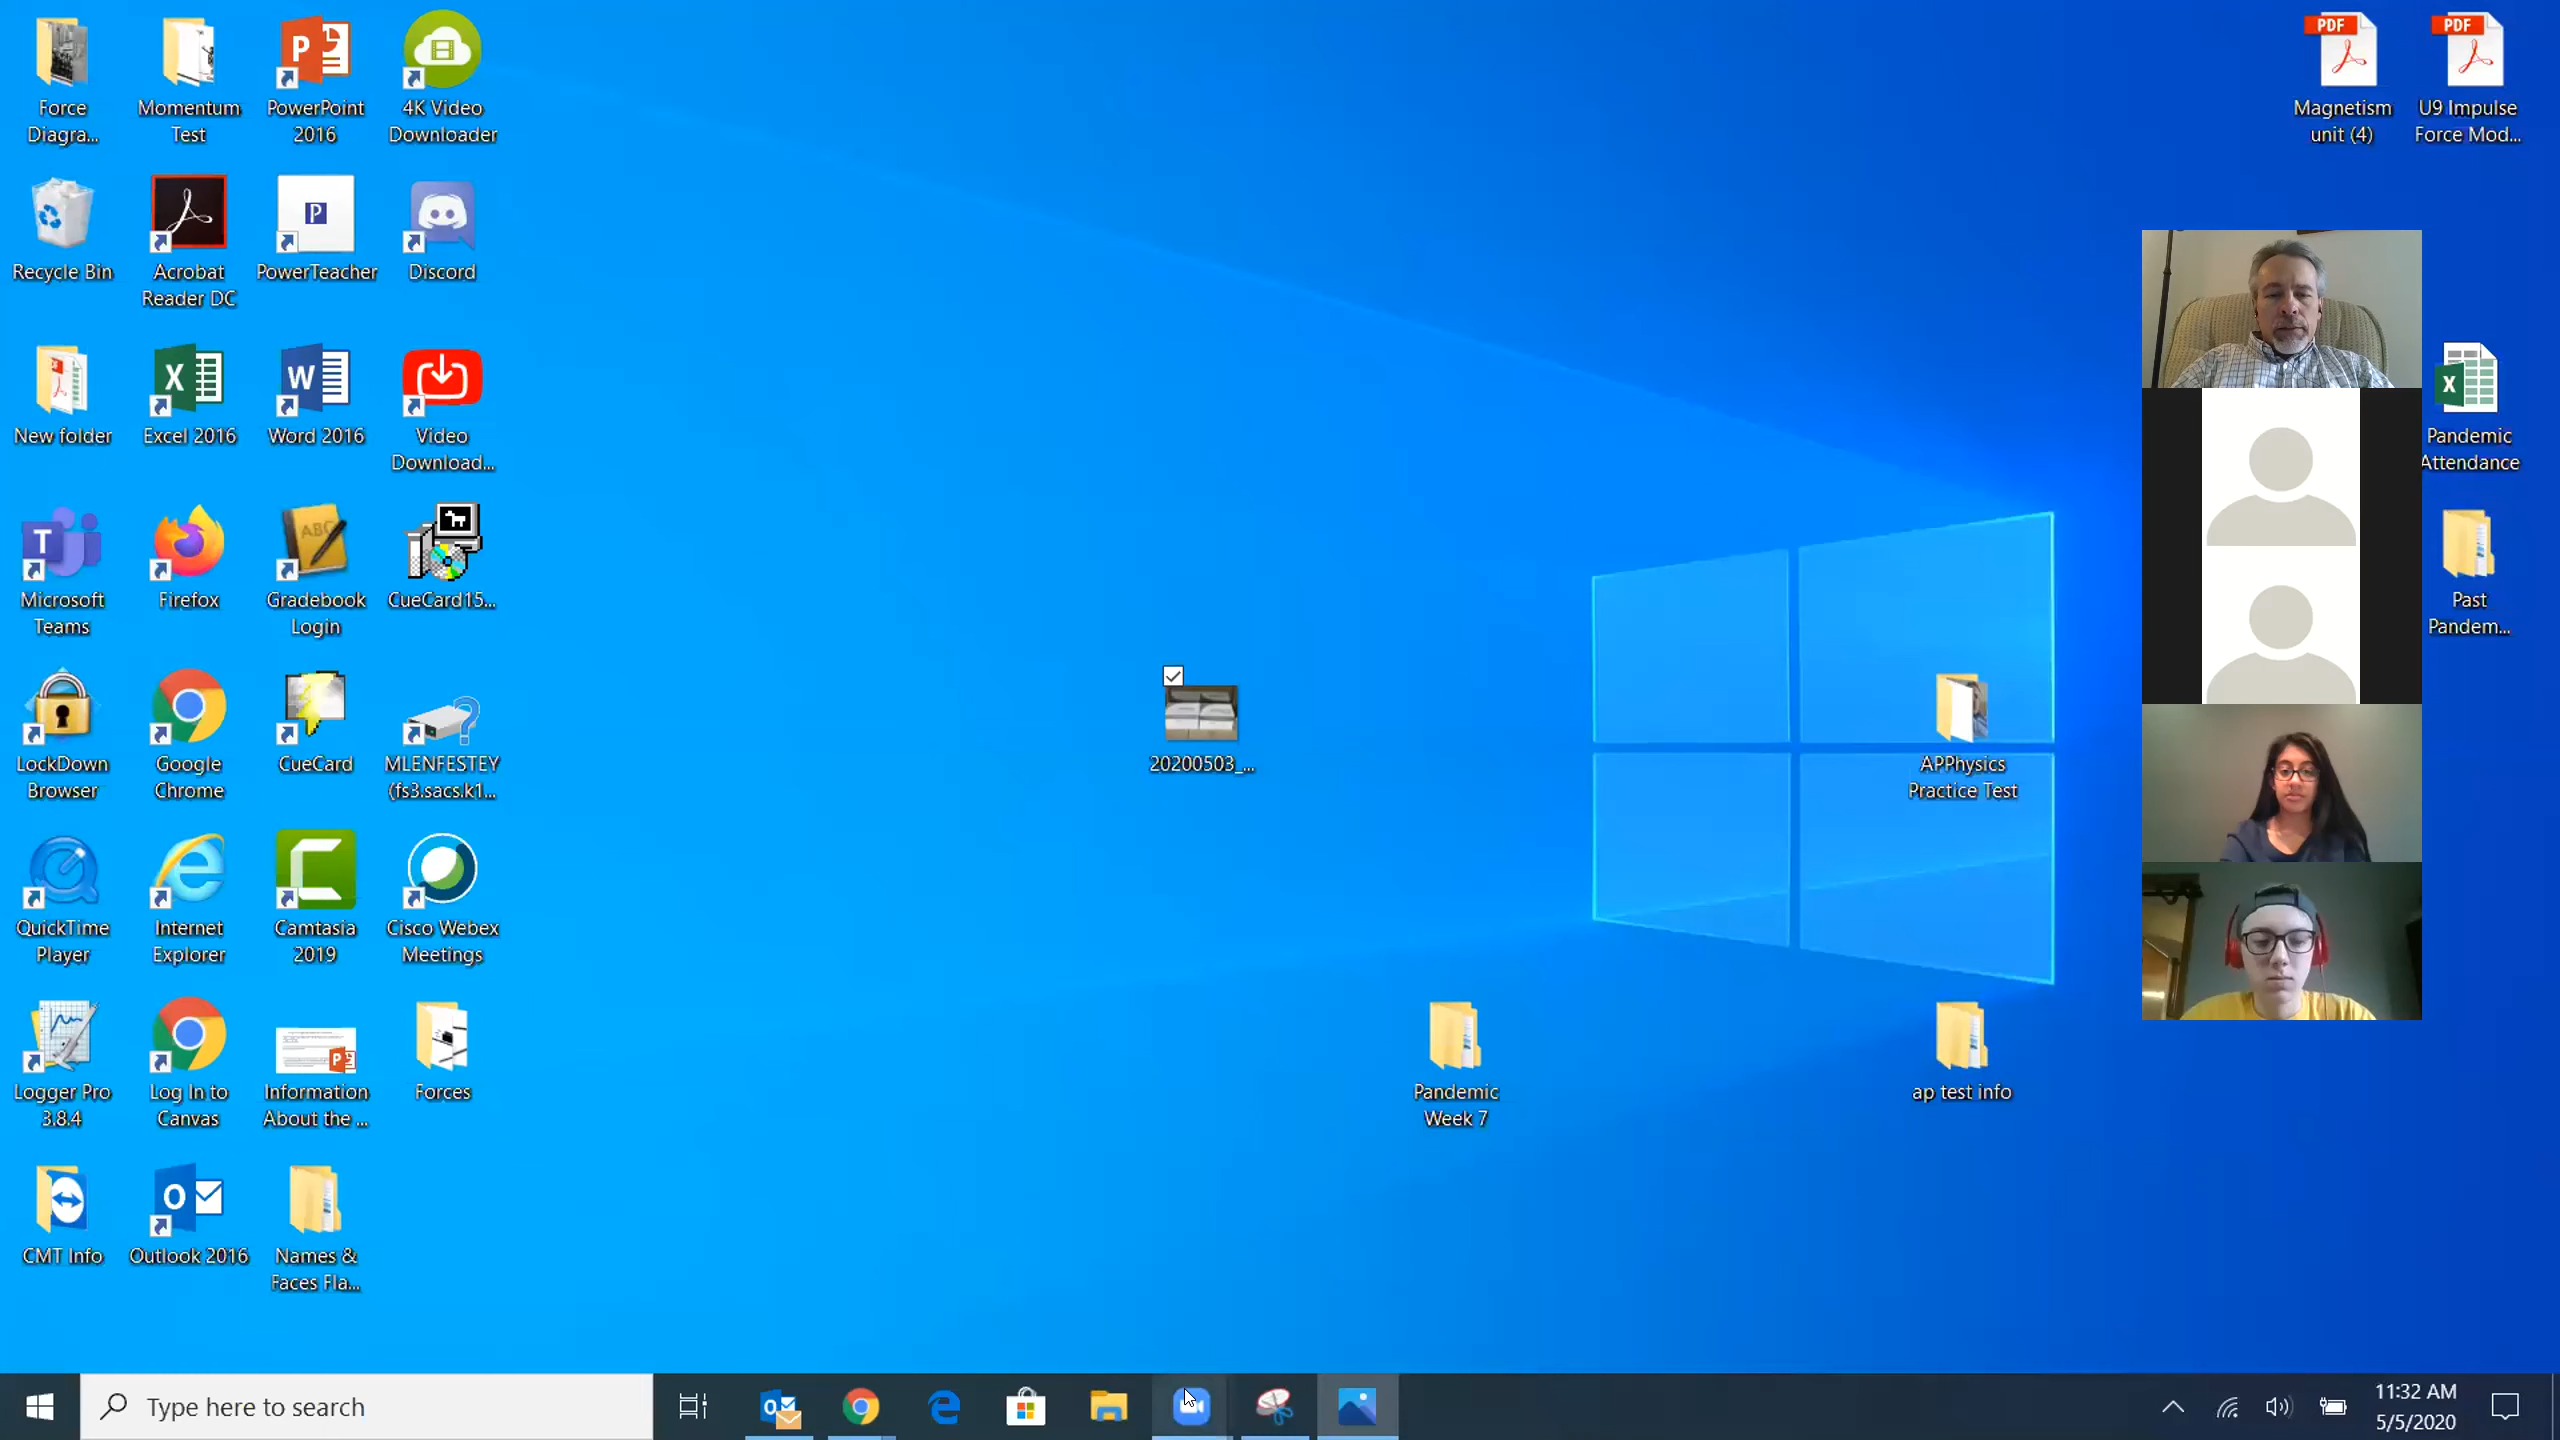 Force
Diagra...
Momentum
Test
PowerPoint
2016
4K Video
Downloader
PDF
Magnetism
unit (4)
PDF
U9 Impulse
Force Mod...
Recycle Bin
Acrobat
Reader DC
PowerTeacher
Discord
New folder
Excel 2016
Word 2016
Video
Download...
Pandemic
Attendance
Microsoft
Teams
Firefox
Gradebook
Login
CueCard15...
Past
Pandem...
LockDown
Browser
Google
Chrome
CueCard
MLENFESTEY
(fs3.sacs.k1...
20200503_...
APPhysics
Practice Test
QuickTime
Player
Internet
Explorer
Camtasia
2019
Cisco Webex
Meetings
Logger Pro
3.8.4
Log In to
Canvas
Information
About the ...
Forces
Pandemic
Week 7
ap test info
CMT Info
Outlook 2016
Names &
Faces Fla...
Type here to search
11:32 AM
5/5/2020